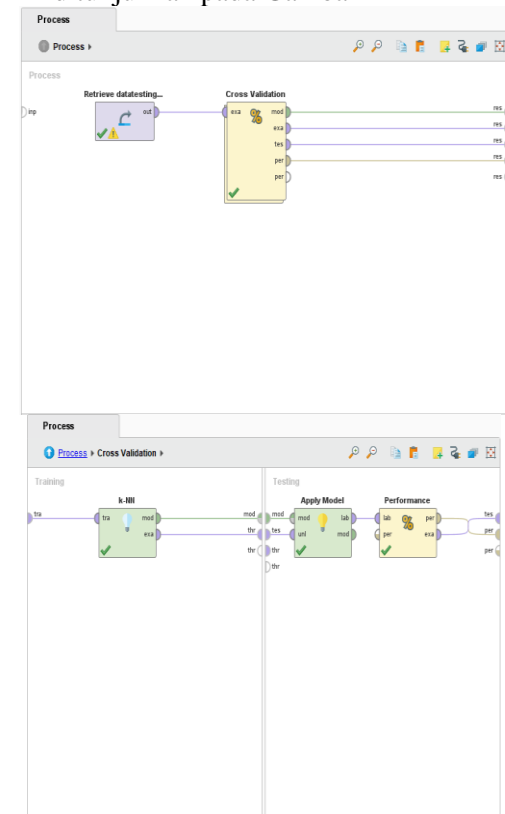 Process
Process
Process
Retrieve datatesting...
Cross Validation
inp
out
exa
mod
exa
tes
per
per
res
res
res
res
res
Process
Process ▸ Cross Validation ▸
Training
Testing
k-NN
Apply Model
Performance
tra
tra
mod
exa
mod
thr
thr
mod
tes
thr
thr
mod
unl
lab
mod
lab
per
per
exa
tes
per
per